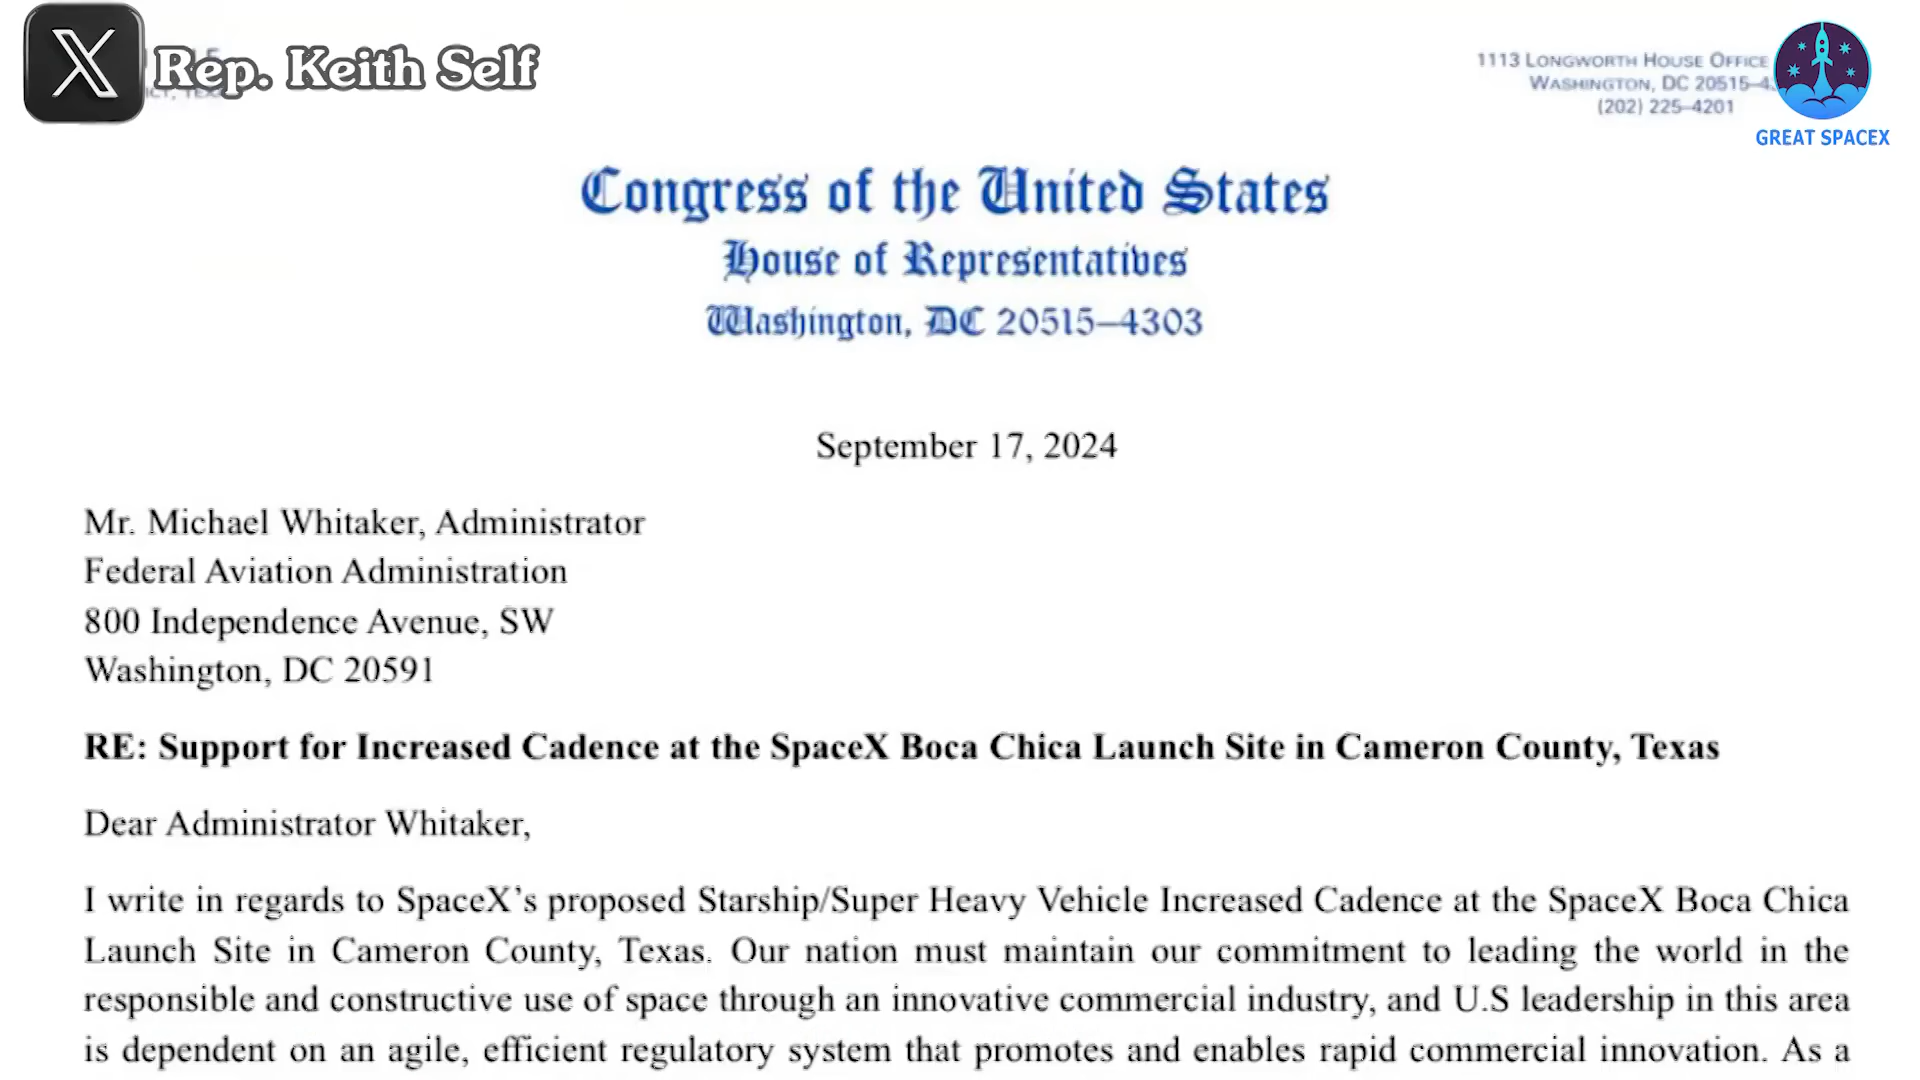 Rep. Keith Self
1113 LONGWORTH HOUSE OFFICE
WASHINGTON, DC 20515–4
(202) 225–4201
GREAT SPACEX
Congress of the United States
House of Representatives
Washington, DC 20515–4303
September 17, 2024
Mr. Michael Whitaker, Administrator
Federal Aviation Administration
800 Independence Avenue, SW
Washington, DC 20591
RE: Support for Increased Cadence at the SpaceX Boca Chica Launch Site in Cameron County, Texas
Dear Administrator Whitaker,
I write in regards to SpaceX’s proposed Starship/Super Heavy Vehicle Increased Cadence at the SpaceX Boca Chica
Launch Site in Cameron County, Texas. Our nation must maintain our commitment to leading the world in the
responsible and constructive use of space through an innovative commercial industry, and U.S leadership in this area
is dependent on an agile, efficient regulatory system that promotes and enables rapid commercial innovation. As a